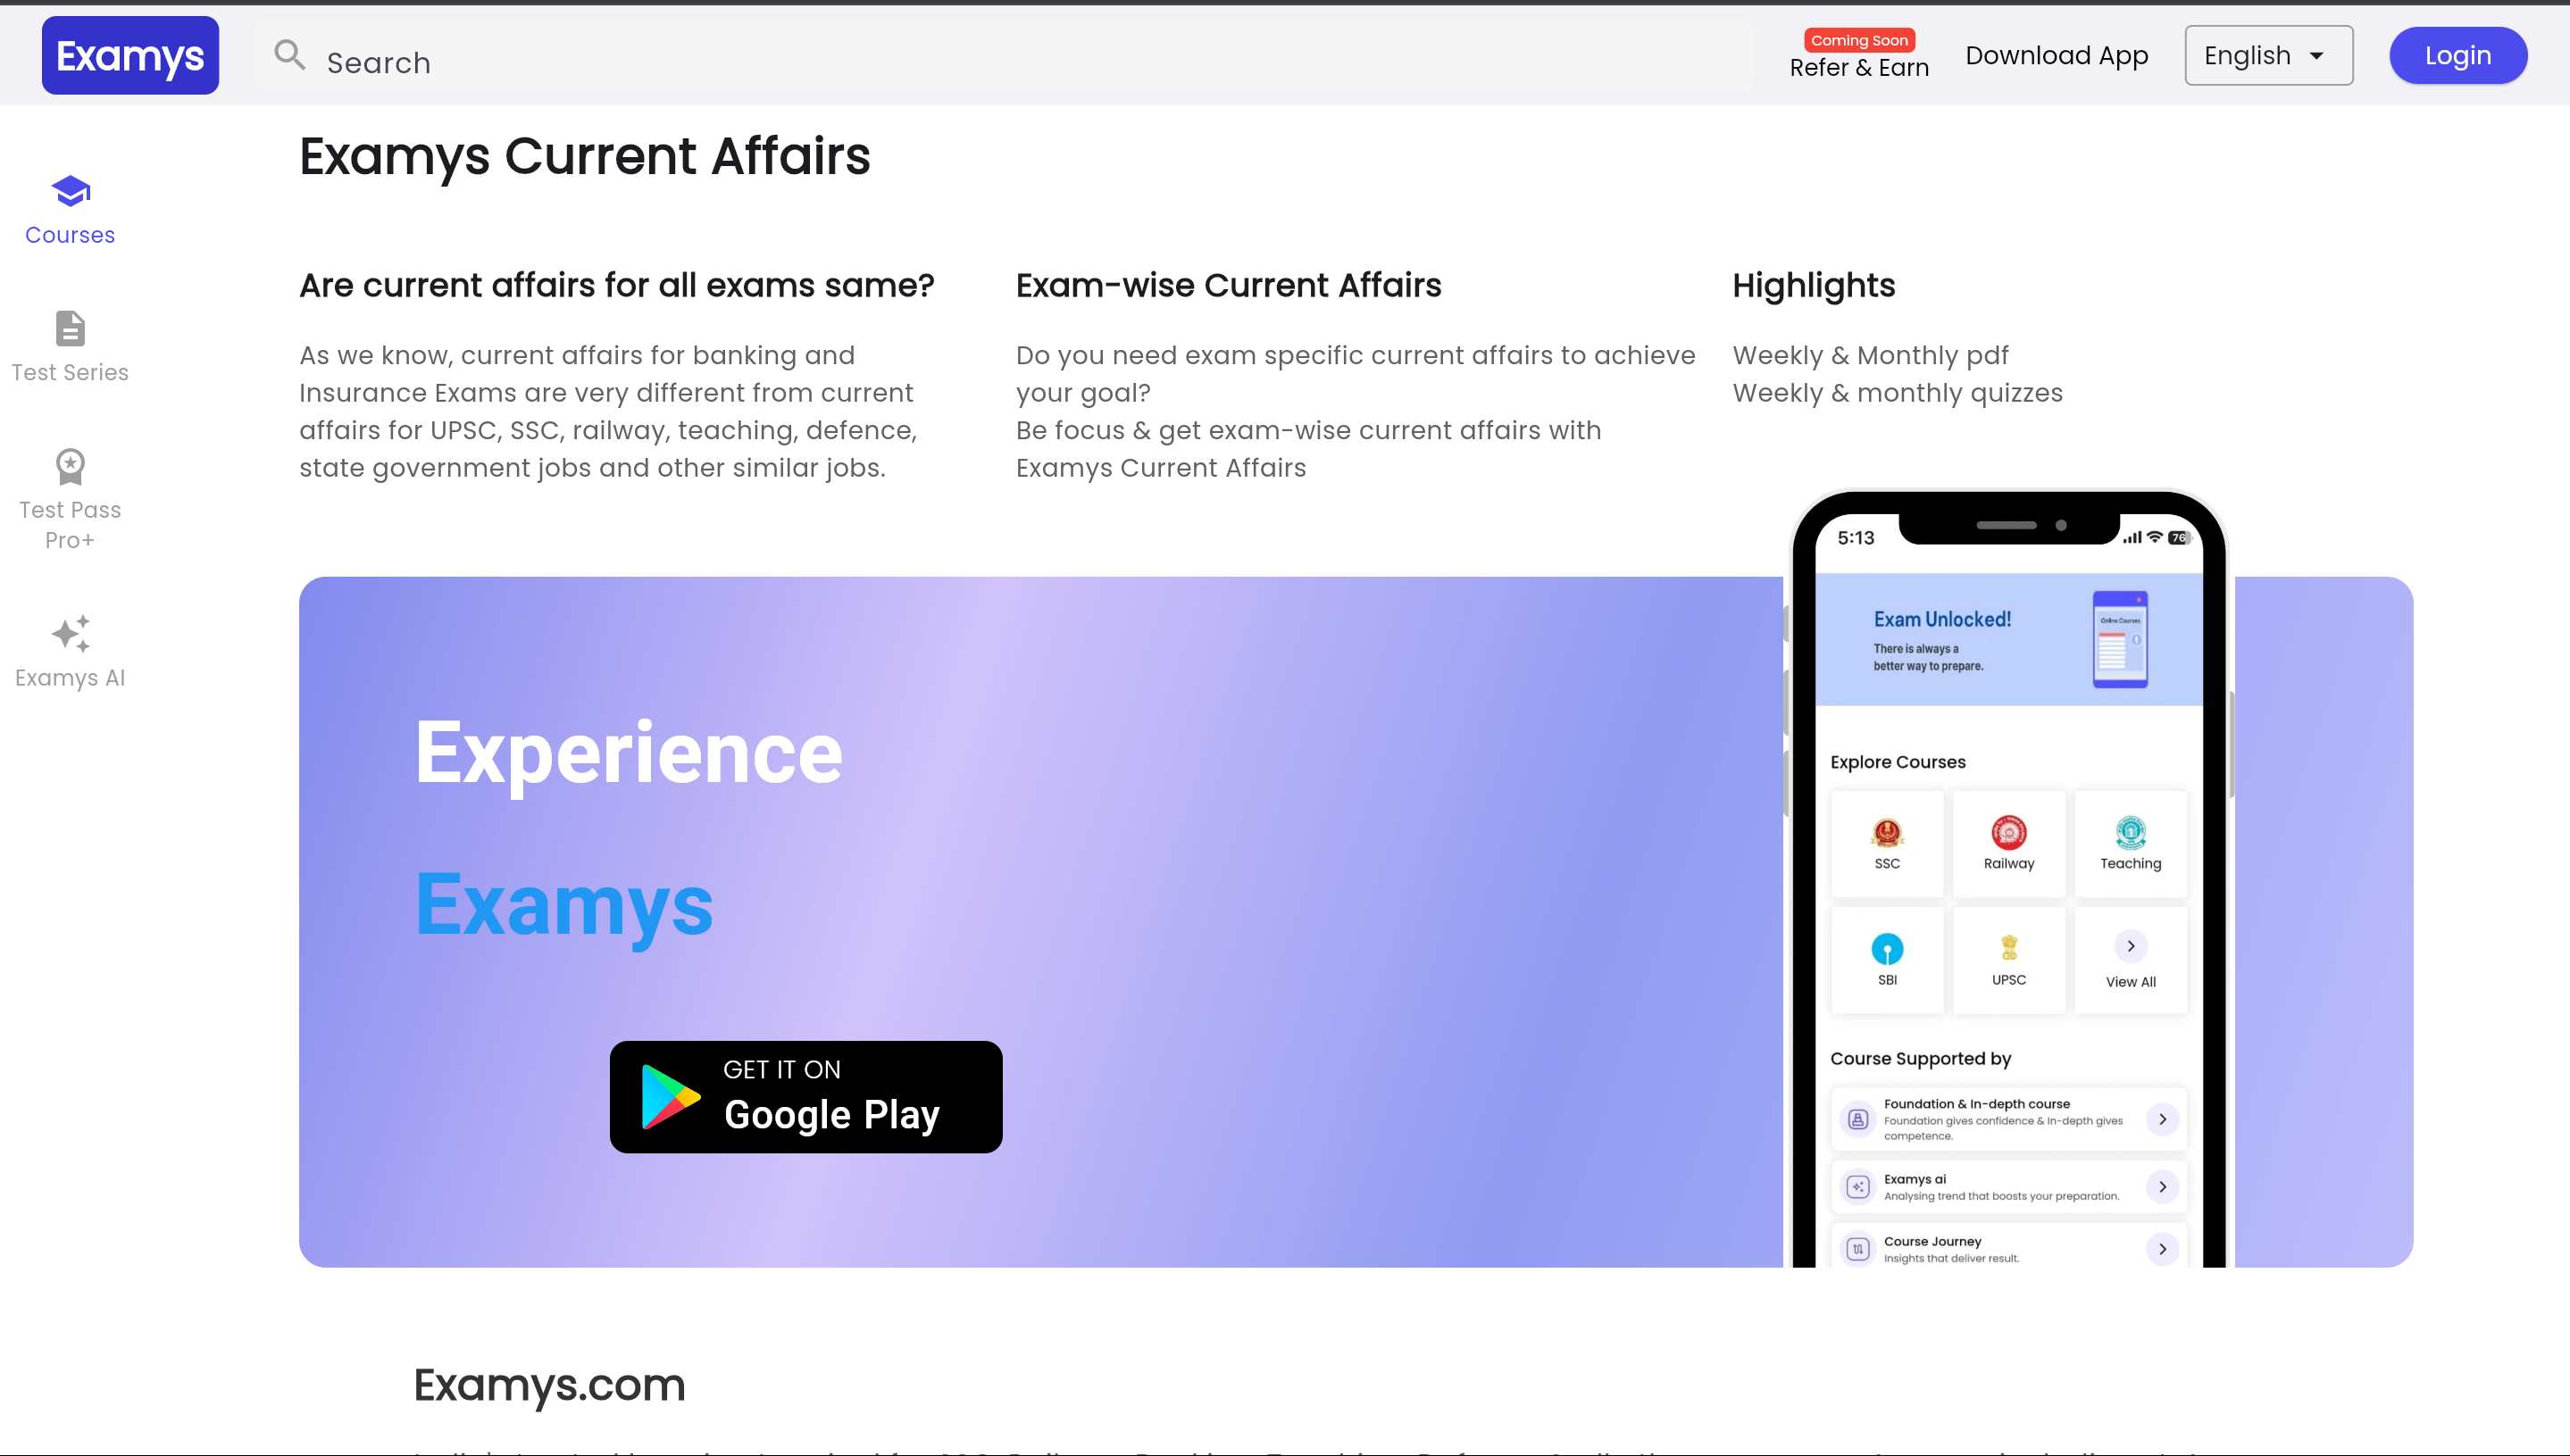 Examys
Search
Coming Soon
Refer & Earn
Download App
English
Login
Courses
Test Series
Test Pass
Pro+
Examys AI
Examys Current Affairs
Are current affairs for all exams same?
As we know, current affairs for banking and
Insurance Exams are very different from current
affairs for UPSC, SSC, railway, teaching, defence,
state government jobs and other similar jobs.
Exam-wise Current Affairs
Do you need exam specific current affairs to achieve
your goal?
Be focus & get exam-wise current affairs with
Examys Current Affairs
Highlights
Weekly & Monthly pdf
Weekly & monthly quizzes
Experience
Examys
GET IT ON
Google Play
5:13
76
Exam Unlocked!
There is always a
better way to prepare.
Online Courses
Explore Courses
SSC
Railway
Teaching
SBI
UPSC
View All
Course Supported by
Foundation & In-depth course
Foundation gives confidence & In-depth gives
competence.
Examys ai
Analysing trend that boosts your preparation.
Course Journey
Insights that deliver result.
Examys.com